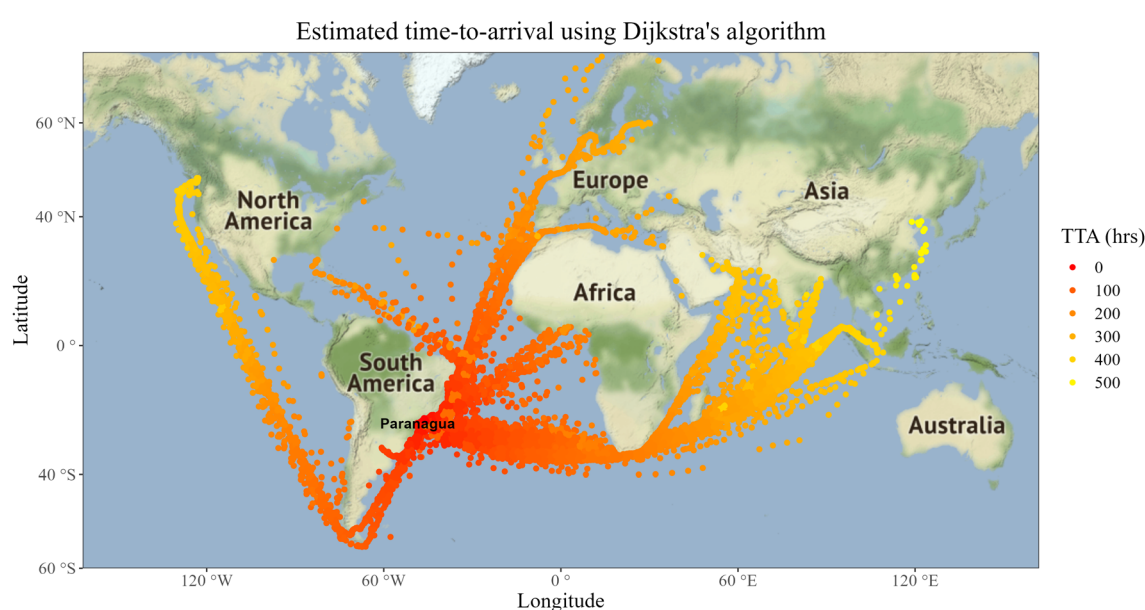 Estimated time-to-arrival using Dijkstra's algorithm
60 °N
40 °N
0 °
40 °S
60 °S
Latitude
North
America
Europe
Asia
Africa
South
America
Paranagua
Australia
TTA (hrs)
0
100
200
300
400
500
120 °W
60 °W
0 °
60 °E
120 °E
Longitude